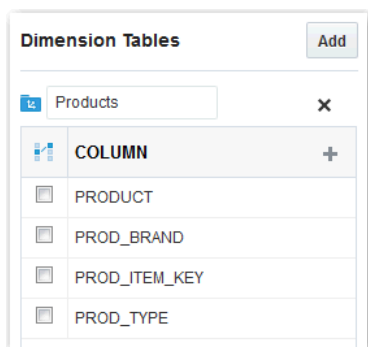 Dimension Tables Add
Products
COLUMN
PRODUCT
PROD_BRAND
PROD_ITEM_KEY
PROD_TYPE